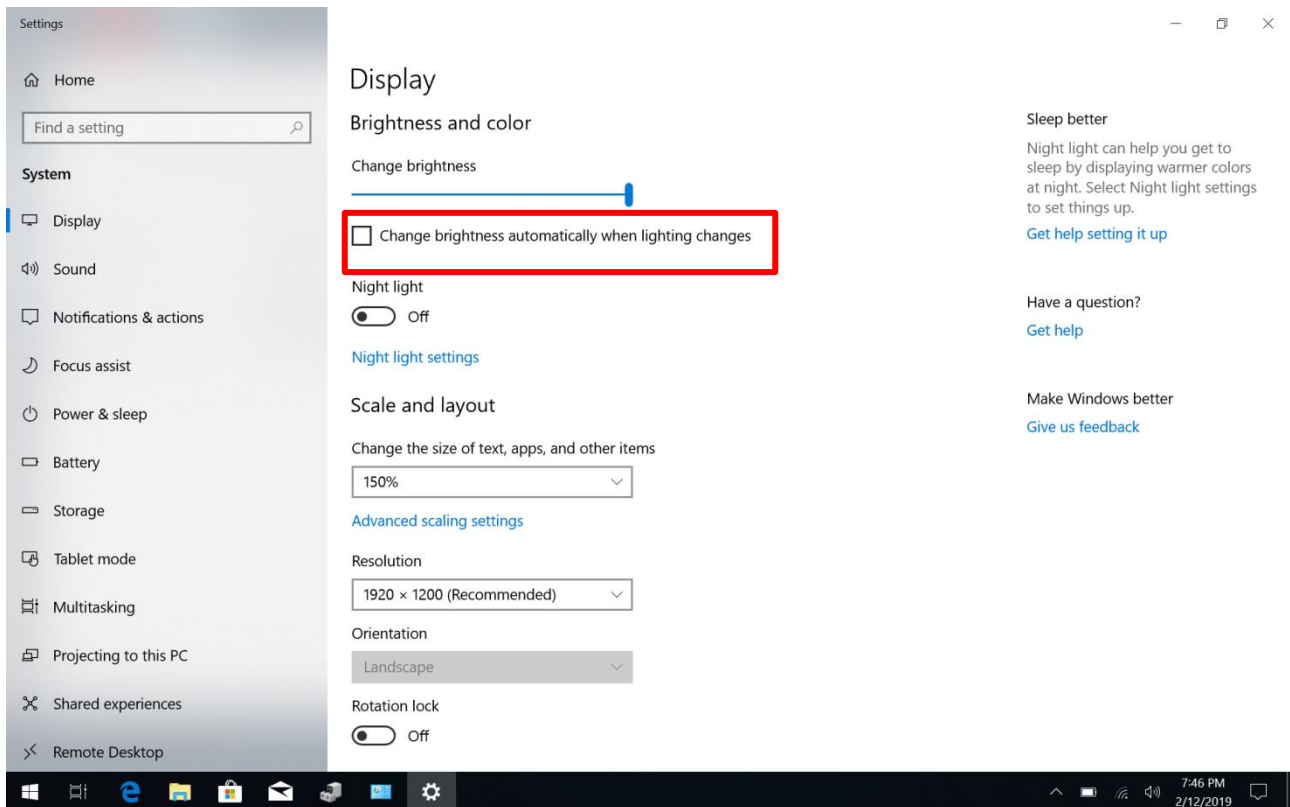 Settings
Home
Find a setting
System
Display
Sound
Notifications & actions
Focus assist
Power & sleep
Battery
Storage
Tablet mode
Multitasking
Projecting to this PC
Shared experiences
Remote Desktop
Display
Brightness and color
Change brightness
Change brightness automatically when lighting changes
Night light
Off
Night light settings
Scale and layout
Change the size of text, apps, and other items
150%
Advanced scaling settings
Resolution
1920 × 1200 (Recommended)
Orientation
Landscape
Rotation lock
Off
Sleep better
Night light can help you get to
sleep by displaying warmer colors
at night. Select Night light settings
to set things up.
Get help setting it up
Have a question?
Get help
Make Windows better
Give us feedback
7:46 PM
2/12/2019